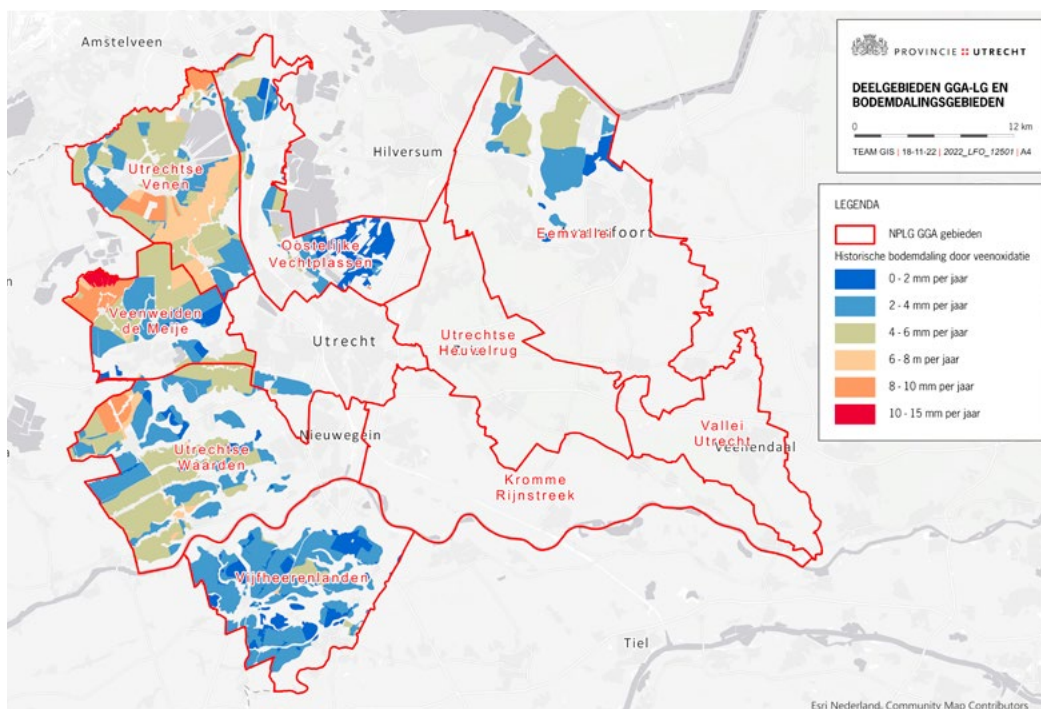 Amstelveen
Hilversum
Utrechtse
Venen
Oostelijke
Vechtplassen
Eemvallei
foort
Veenweiden
de Meije
Utrecht
Utrechtse
Heuvelrug
Nieuwegein
Utrechtse
Waarden
Vallei
Utrecht
Veenendaal
Kromme
Rijnstreek
Vijfheerenlanden
Tiel
Esri Nederland, Community Map Contributors
PROVINCIE UTRECHT
DEELGEBIEDEN GGA-LG EN
BODEMDALINGSGEBIEDEN
0 12 km
TEAM GIS | 18-11-22 | 2022_LFO_12501 | A4
LEGENDA
NPLG GGA gebieden
Historische bodemdaling door veenoxidatie
0 - 2 mm per jaar
2 - 4 mm per jaar
4 - 6 mm per jaar
6 - 8 m per jaar
8 - 10 mm per jaar
10 - 15 mm per jaar